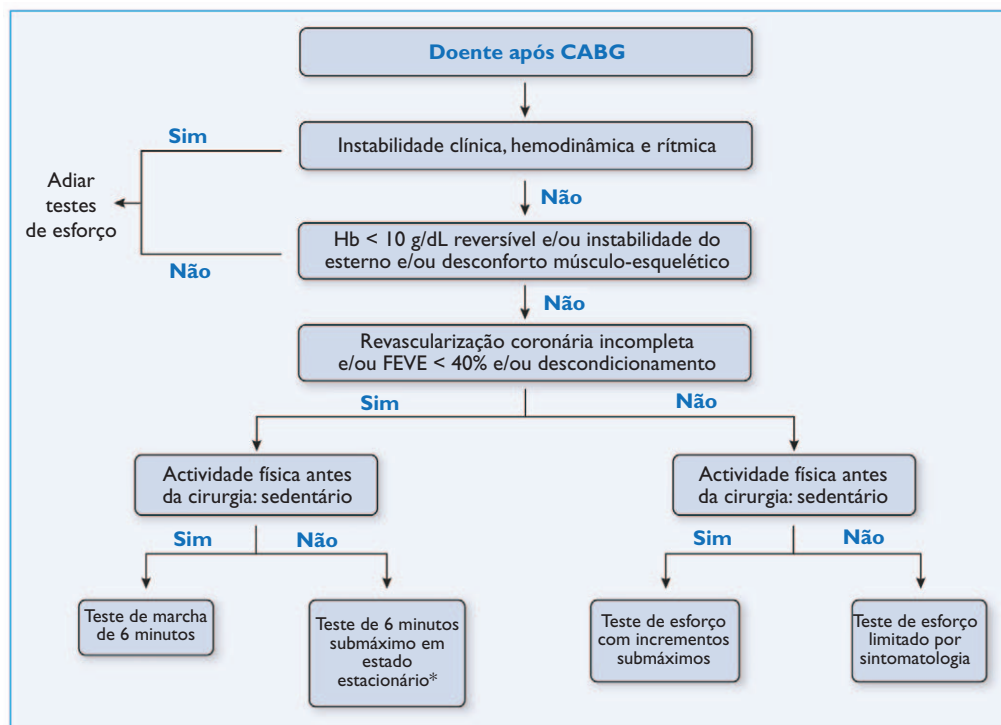 Doente após CABG
Sim
Instabilidade clínica, hemodinâmica e rítmica
Adiar
testes
de esforço
Não
Hb < 10 g/dL reversível e/ou instabilidade do
esterno e/ou desconforto músculo-esquelético
Não
Não
Revascularização coronária incompleta
e/ou FEVE < 40% e/ou descondicionamento
Sim
Não
Actividade física antes
da cirurgia: sedentário
Actividade física antes
da cirurgia: sedentário
Sim
Não
Sim
Não
Teste de marcha
de 6 minutos
Teste de 6 minutos
submáximo em
estado
estacionário*
Teste de esforço
com incrementos
submáximos
Teste de esforço
limitado por
sintomatologia